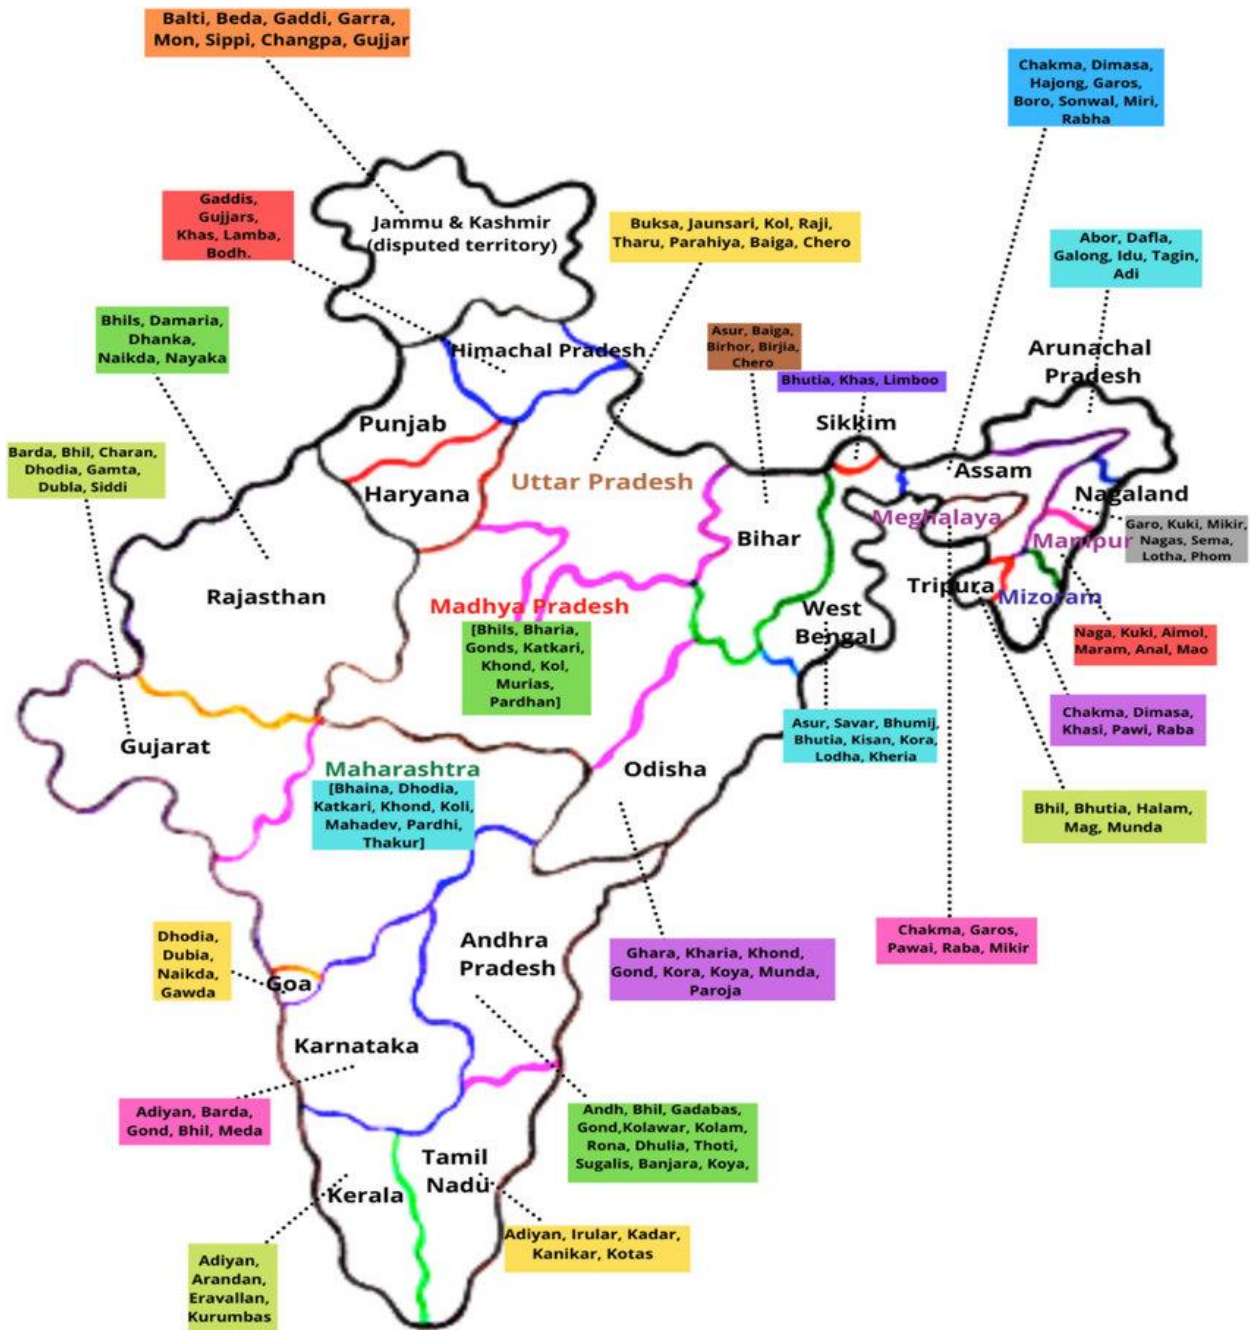 Balti, Beda, Gaddi, Garra,
Mon, Sippi, Changpa, Gujjar
Chakma, Dimasa,
Hajong, Garos,
Boro, Sonwal, Miri,
Rabha
Gaddis,
Gujjars,
Khas, Lamba,
Bodh.
Jammu & Kashmir
(disputed territory)
Buksa, Jaunsari, Kol, Raji,
Tharu, Parahiya, Baiga, Chero
Abor, Dafla,
Galong, Idu, Tagin,
Adi
Bhils, Damaria,
Dhanka,
Naikda, Nayaka
Himachal Pradesh
Asur, Baiga,
Birhor, Birjia,
Chero
Bhutia, Khas, Limboo
Arunachal
Pradesh
Punjab
Sikkim
Barda, Bhil, Charan,
Dhodia, Gamta,
Dubla, Siddi
Haryana
Uttar Pradesh
Assam
Nagaland
Meghalaya
Garo, Kuki, Mikir,
Nagas, Sema,
Lotha, Phom
Bihar
Manipur
Rajasthan
Madhya Pradesh
Tripura
Mizoram
West
Bengal
[Bhils, Bharia,
Gonds, Katkari,
Khond, Kol,
Murias,
Pardhan]
Naga, Kuki, Aimol,
Maram, Anal, Mao
Chakma, Dimasa,
Khasi, Pawi, Raba
Asur, Savar, Bhumij,
Bhutia, Kisan, Kora,
Lodha, Kheria
Gujarat
Maharashtra
[Bhaina, Dhodia,
Katkari, Khond, Koli,
Mahadev, Pardhi,
Thakur]
Odisha
Bhil, Bhutia, Halam,
Mag, Munda
Dhodia,
Dubia,
Naikda,
Gawda
Goa
Andhra
Pradesh
Ghara, Kharia, Khond,
Gond, Kora, Koya, Munda,
Paroja
Chakma, Garos,
Pawai, Raba, Mikir
Karnataka
Adiyan, Barda,
Gond, Bhil, Meda
Andh, Bhil, Gadabas,
Gond,Kolawar, Kolam,
Rona, Dhulia, Thoti,
Sugalis, Banjara, Koya,
Tamil
Nadu
Kerala
Adiyan, Irular, Kadar,
Kanikar, Kotas
Adiyan,
Arandan,
Eravallan,
Kurumbas